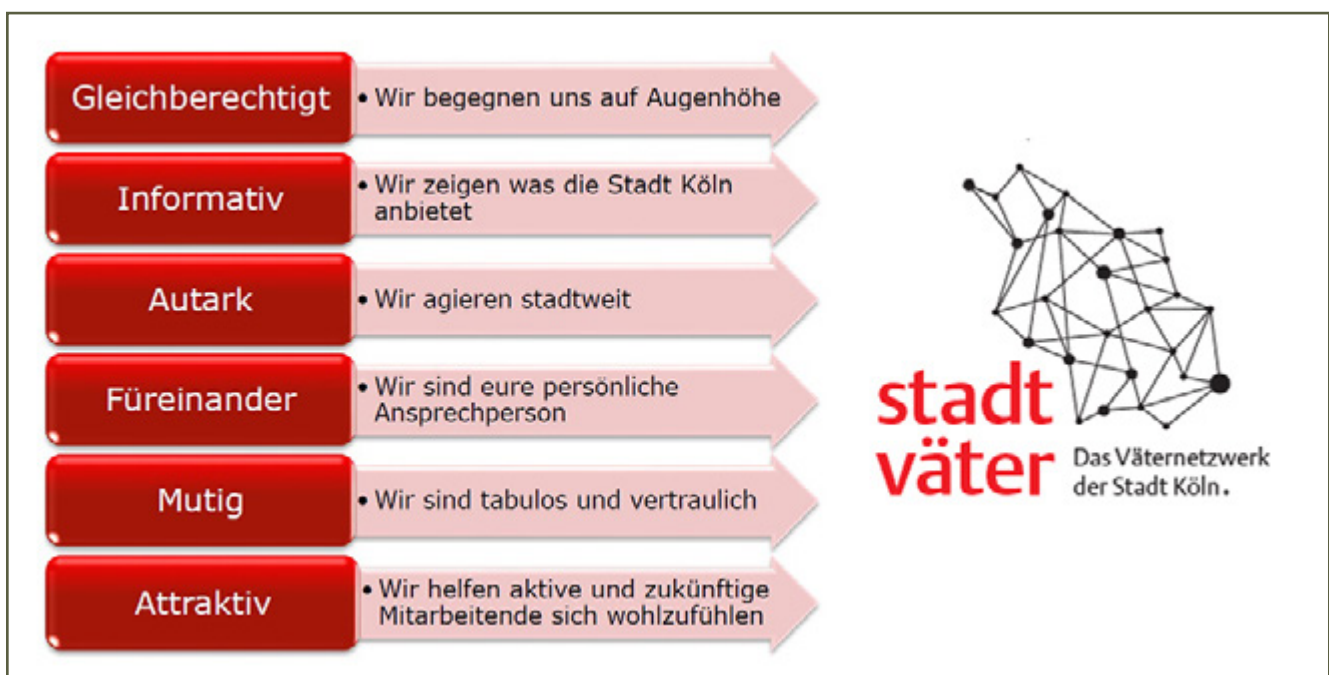 Gleichberechtigt
• Wir begegnen uns auf Augenhöhe
Informativ
• Wir zeigen was die Stadt Köln
anbietet
Autark
• Wir agieren stadtweit
Füreinander
• Wir sind eure persönliche
Ansprechperson
Mutig
• Wir sind tabulos und vertraulich
Attraktiv
• Wir helfen aktive und zukünftige
Mitarbeitende sich wohlzufühlen
stadt
väter
Das Väternetzwerk
der Stadt Köln.